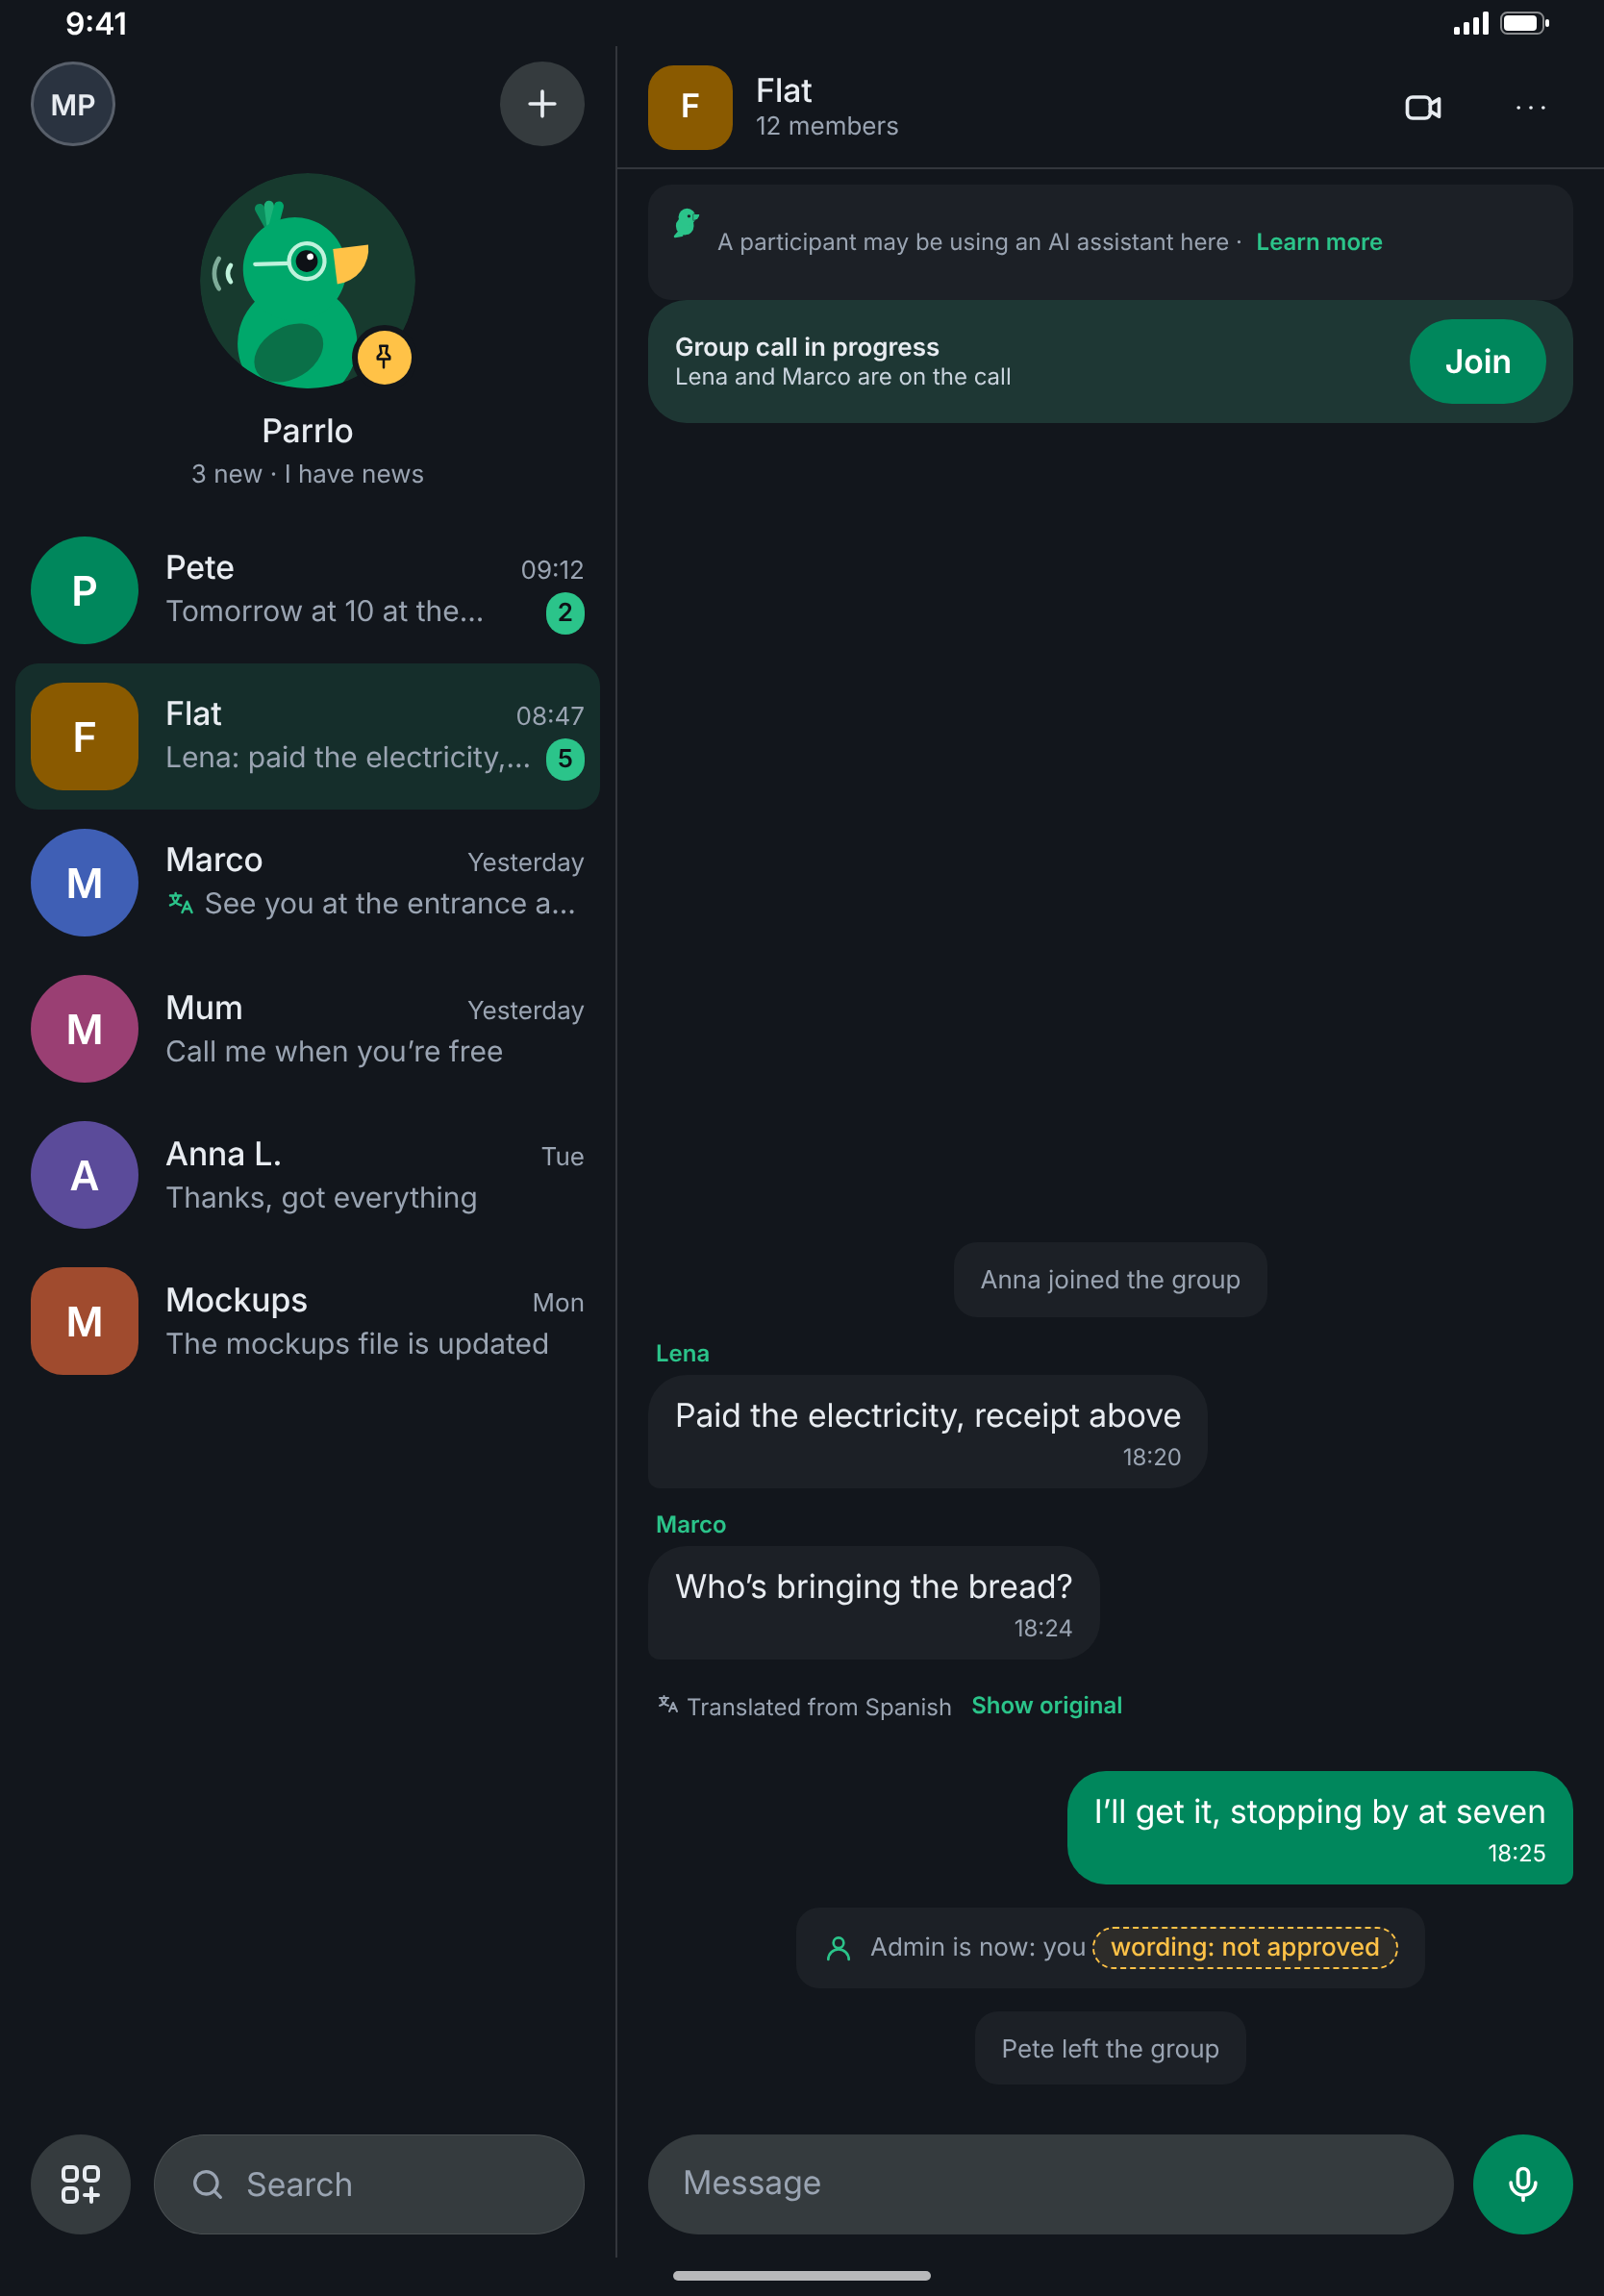 9:41
MP
Parrlo
3 new · I have news
P
Pete
09:12
Tomorrow at 10 at the...
2
F
Flat
08:47
Lena: paid the electricity,...
5
M
Marco
Yesterday
See you at the entrance a...
M
Mum
Yesterday
Call me when you’re free
A
Anna L.
Tue
Thanks, got everything
M
Mockups
Mon
The mockups file is updated
Search
F
Flat
12 members
A participant may be using an AI assistant here · Learn more
Group call in progress
Lena and Marco are on the call
Join
Anna joined the group
Lena
Paid the electricity, receipt above
18:20
Marco
Who’s bringing the bread?
18:24
Translated from Spanish Show original
I’ll get it, stopping by at seven
18:25
Admin is now: you wording: not approved
Pete left the group
Message